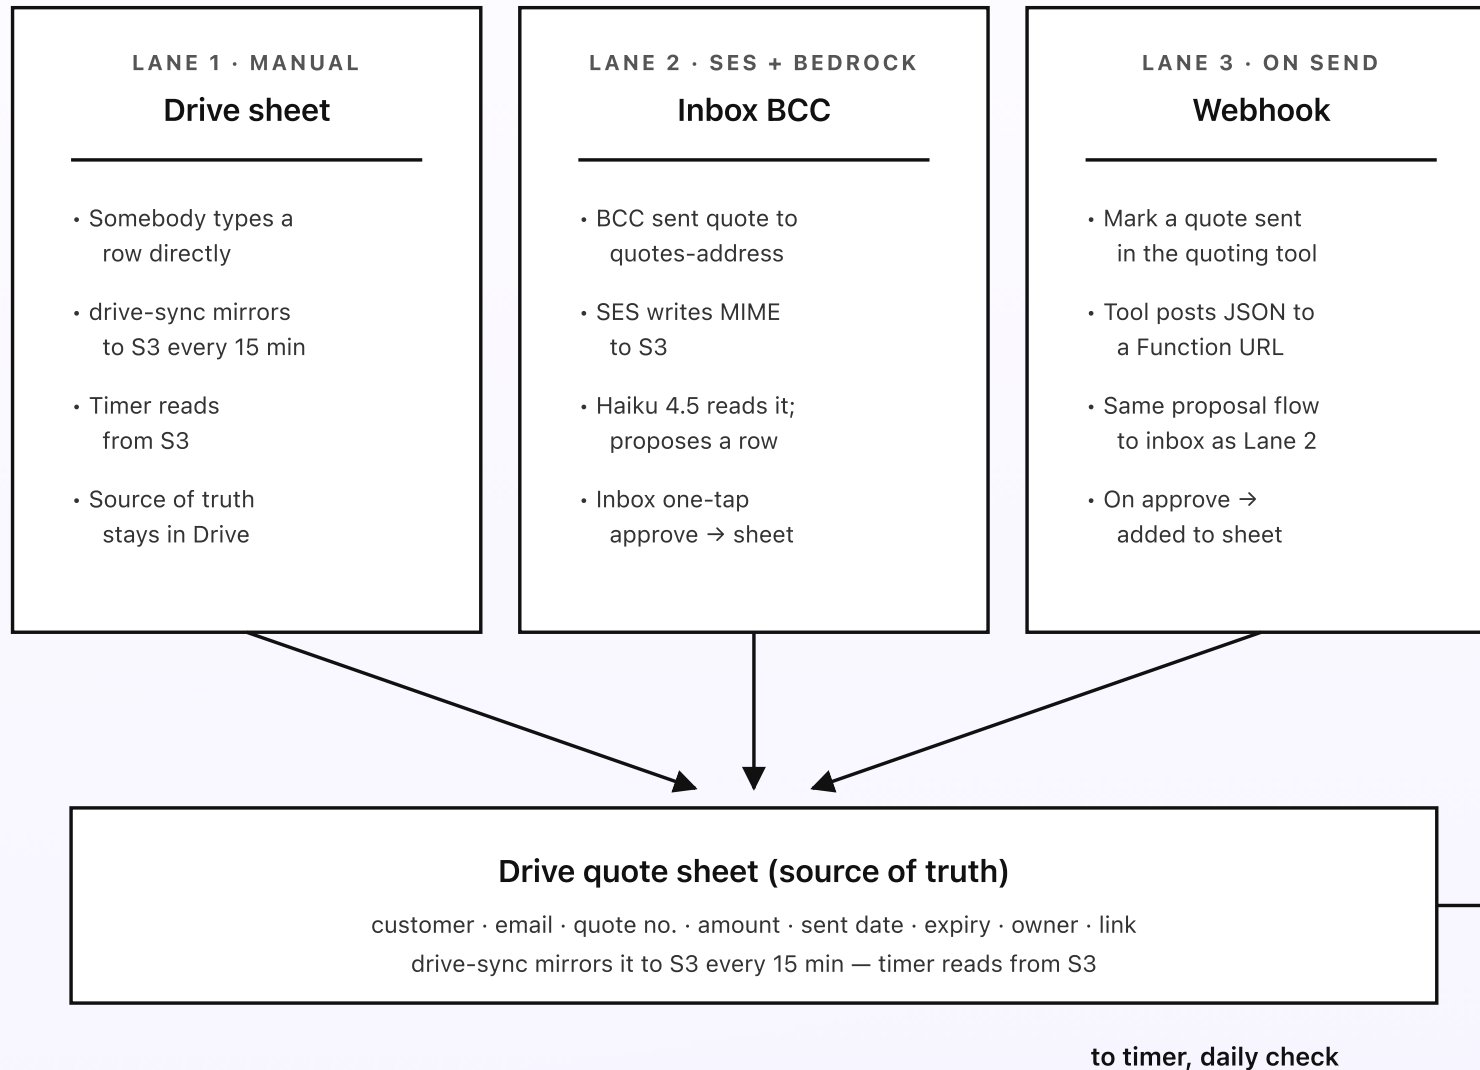 LANE 1 · MANUAL
Drive sheet
• Somebody types a
row directly
• drive-sync mirrors
to S3 every 15 min
• Timer reads
from S3
• Source of truth
stays in Drive
LANE 2 · SES + BEDROCK
Inbox BCC
• BCC sent quote to
quotes-address
• SES writes MIME
to S3
• Haiku 4.5 reads it;
proposes a row
• Inbox one-tap
approve → sheet
LANE 3 · ON SEND
Webhook
• Mark a quote sent
in the quoting tool
• Tool posts JSON to
a Function URL
• Same proposal flow
to inbox as Lane 2
• On approve →
added to sheet
Drive quote sheet (source of truth)
customer · email · quote no. · amount · sent date · expiry · owner · link
drive-sync mirrors it to S3 every 15 min — timer reads from S3
to timer, daily check